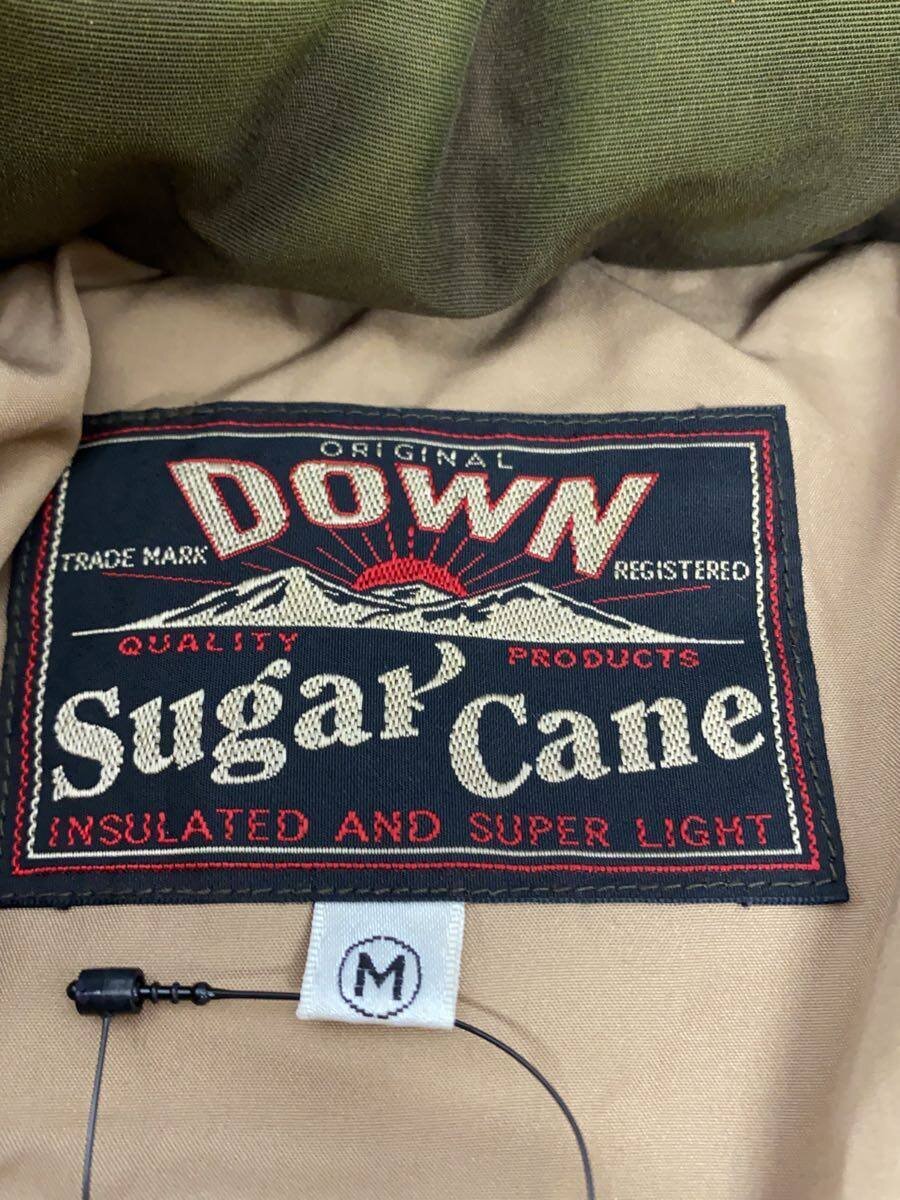 ORIGINAL
DOWN
TRADE MARK REGISTERED
QUALITY PRODUCTS
Sugar Cane
INSULATED AND SUPER LIGHT
M